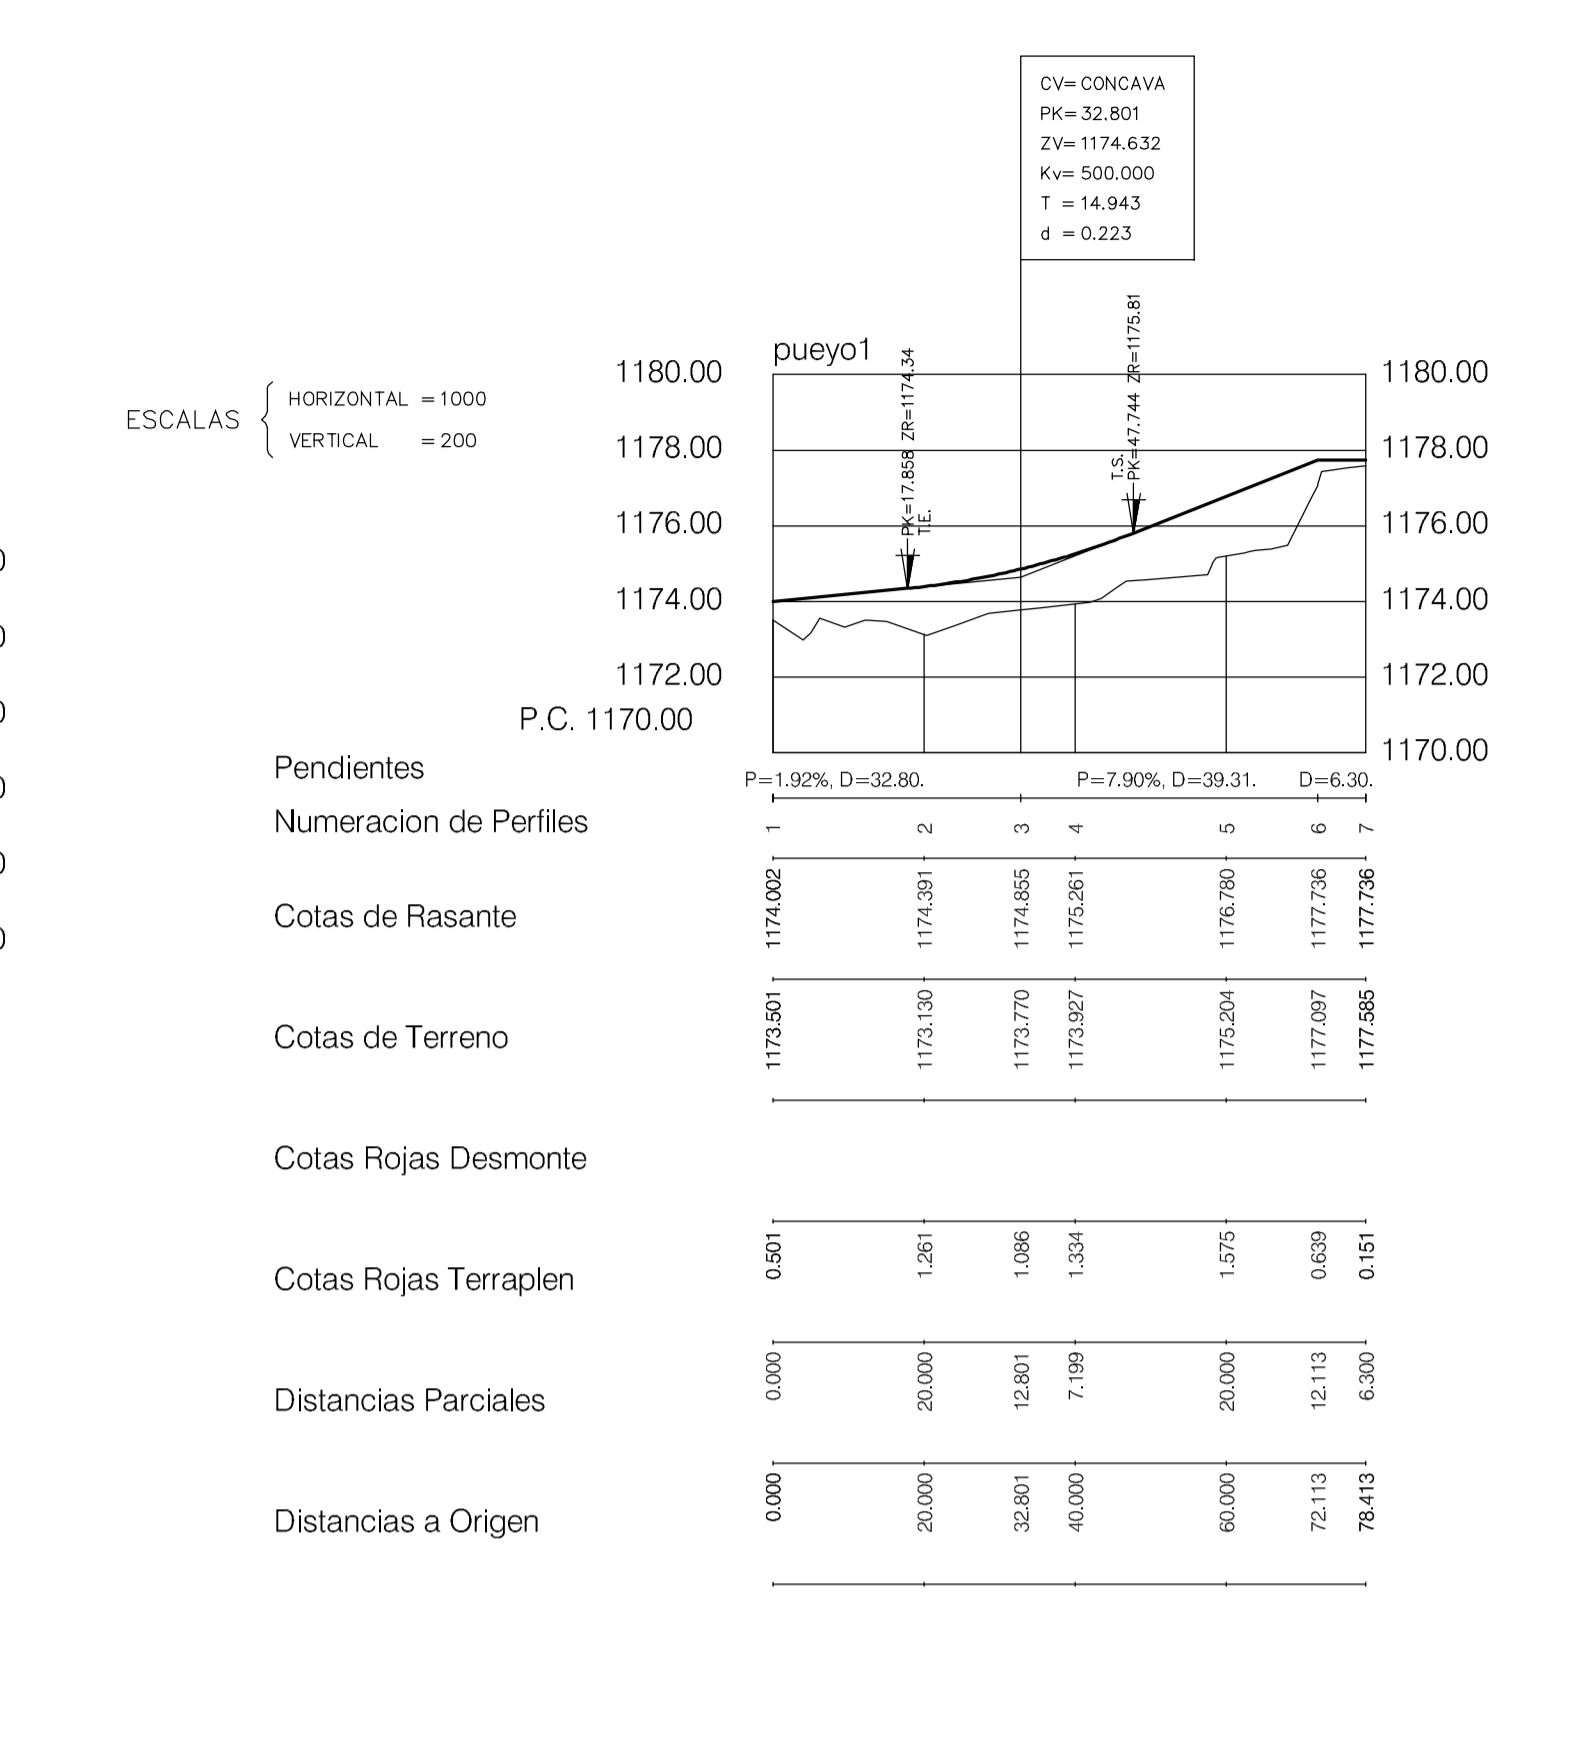 CV= CONCAVA
PK= 32.801
ZV= 1174.632
Kv= 500.000
T = 14.943
d = 0.223
pueyo1
PK=17.858 ZR=1174.34
T.E.
T.S.
PK=47.744 ZR=1175.81
ESCALAS
HORIZONTAL =1000
VERTICAL =200
1180.00 1180.00
1178.00 1178.00
1176.00 1176.00
1174.00 1174.00
1172.00 1172.00
P.C. 1170.00 1170.00
Pendientes P=1.92%, D=32.80. P=7.90%, D=39.31. D=6.30.
Numeracion de Perfiles 1 2 3 4 5 6 7
Cotas de Rasante 1174.002 1174.391 1174.855 1175.261 1176.780 1177.736 1177.736
Cotas de Terreno 1173.501 1173.130 1173.770 1173.927 1175.204 1177.097 1177.585
Cotas Rojas Desmonte
Cotas Rojas Terraplen 0.501 1.261 1.086 1.334 1.575 0.639 0.151
Distancias Parciales 0.000 20.000 12.801 7.199 20.000 12.113 6.300
Distancias a Origen 0.000 20.000 32.801 40.000 60.000 72.113 78.413